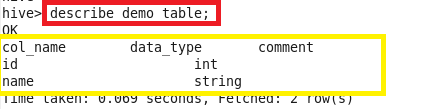 hive> describe demo table;
OK
col_name data_type comment
id int
name string
Time taken: 0.069 seconds, Fetched: 2 row(s)